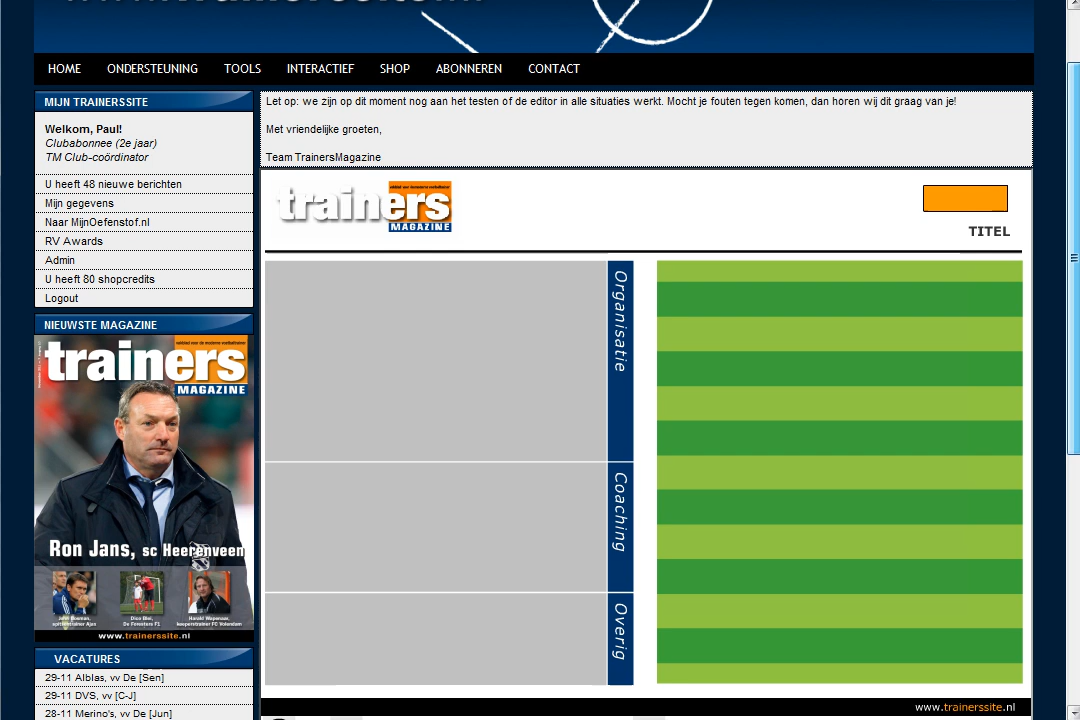 HOME ONDERSTEUNING TOOLS INTERACTIEF SHOP ABONNEREN CONTACT
MIJN TRAINERSSITE
Welkom, Paul!
Clubabonnee (2e jaar)
TM Club-coördinator
U heeft 48 nieuwe berichten
Mijn gegevens
Naar MijnOefenstof.nl
RV Awards
Admin
U heeft 80 shopcredits
Logout
NIEUWSTE MAGAZINE
trainers
MAGAZINE
Ron Jans, sc Heerenveen
www.trainerssite.nl
VACATURES
29-11 Alblas, vv De [Sen]
29-11 DVS, vv [C-J]
28-11 Merino's, vv De [Jun]
Let op: we zijn op dit moment nog aan het testen of de editor in alle situaties werkt. Mocht je fouten tegen komen, dan horen wij dit graag van je!
Met vriendelijke groeten,
Team TrainersMagazine
trainers
MAGAZINE
TITEL
Organisatie
Coaching
Overig
www.trainerssite.nl